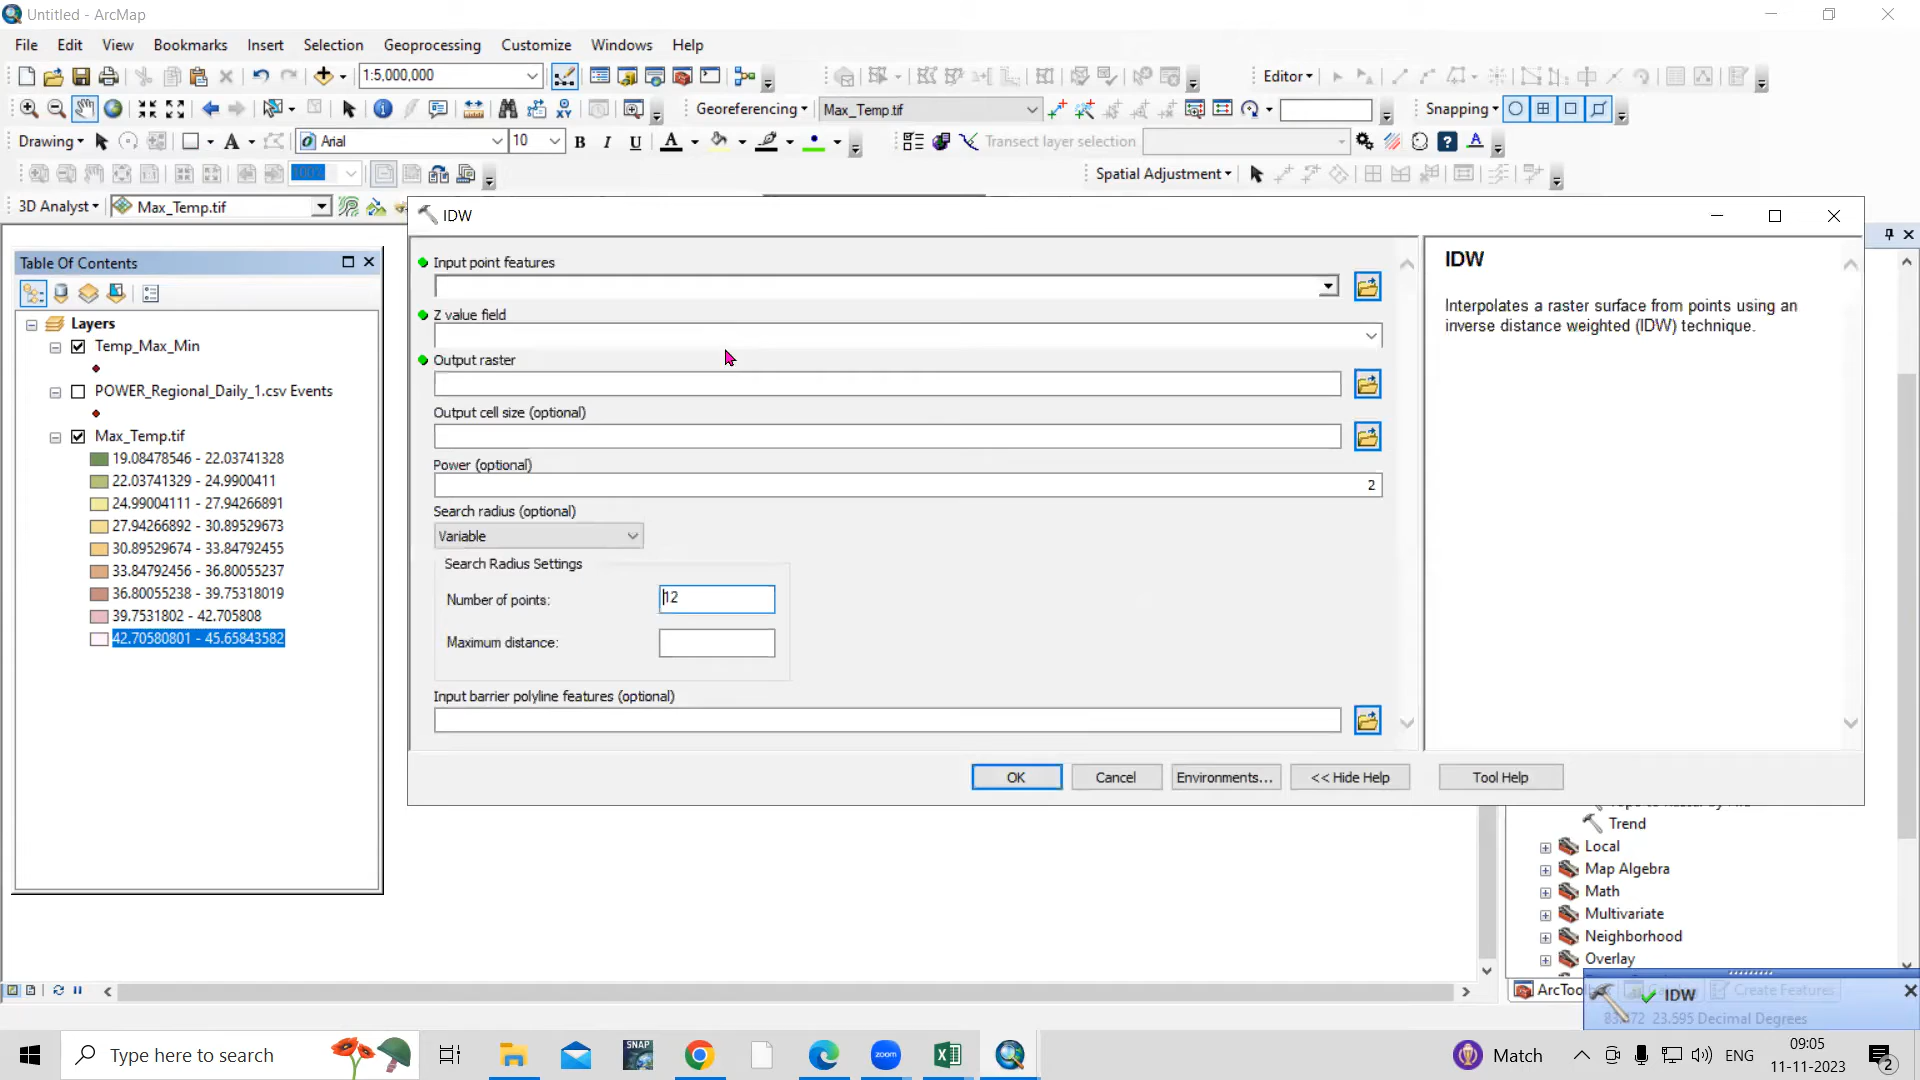 Untitled - ArcMap
File Edit View Bookmarks Insert Selection Geoprocessing Customize Windows Help
1:5,000,000
Editor
Georeferencing Max_Temp.tif
Snapping
Drawing A Arial 10 B I U A
Transect layer selection
100%
Spatial Adjustment
3D Analyst Max_Temp.tif
IDW
Table Of Contents
Layers
Temp_Max_Min
POWER_Regional_Daily_1.csv Events
Max_Temp.tif
19.08478546 - 22.03741328
22.03741329 - 24.9900411
24.99004111 - 27.94266891
27.94266892 - 30.89529673
30.89529674 - 33.84792455
33.84792456 - 36.80055237
36.80055238 - 39.75318019
39.7531802 - 42.705808
42.70580801 - 45.65843582
Input point features
Z value field
Output raster
Output cell size (optional)
Power (optional)
2
Search radius (optional)
Variable
Search Radius Settings
Number of points: 12
Maximum distance:
Input barrier polyline features (optional)
OK Cancel Environments... << Hide Help Tool Help
IDW
Interpolates a raster surface from points using an
inverse distance weighted (IDW) technique.
Trend
Local
Map Algebra
Math
Multivariate
Neighborhood
Overlay
ArcToo
Create Features
IDW
23.595 Decimal Degrees
Type here to search
SNAP
zoom
Match
ENG
09:05
11-11-2023
2